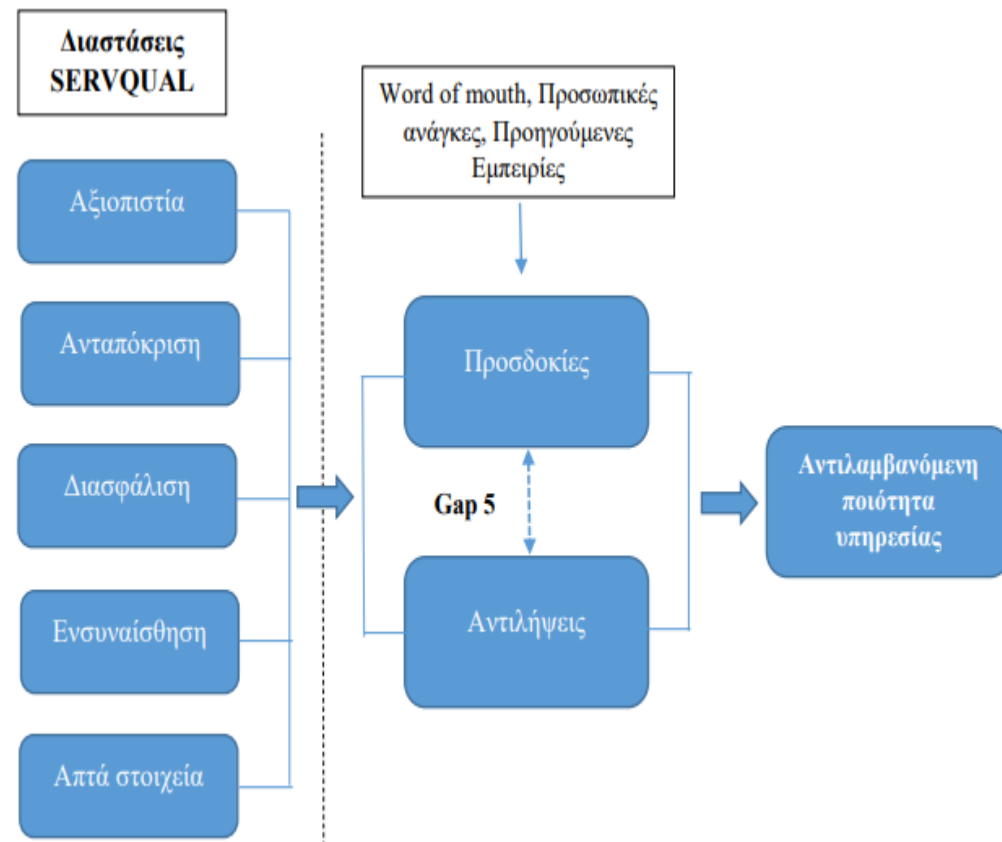 Διαστάσεις
SERVQUAL
Word of mouth, Προσωπικές
ανάγκες, Προηγούμενες
Εμπειρίες
Αξιοπιστία
Ανταπόκριση
Διασφάλιση
Ενσυναίσθηση
Απτά στοιχεία
Προσδοκίες
Gap 5
Αντιλήψεις
Αντιλαμβανόμενη
ποιότητα
υπηρεσίας